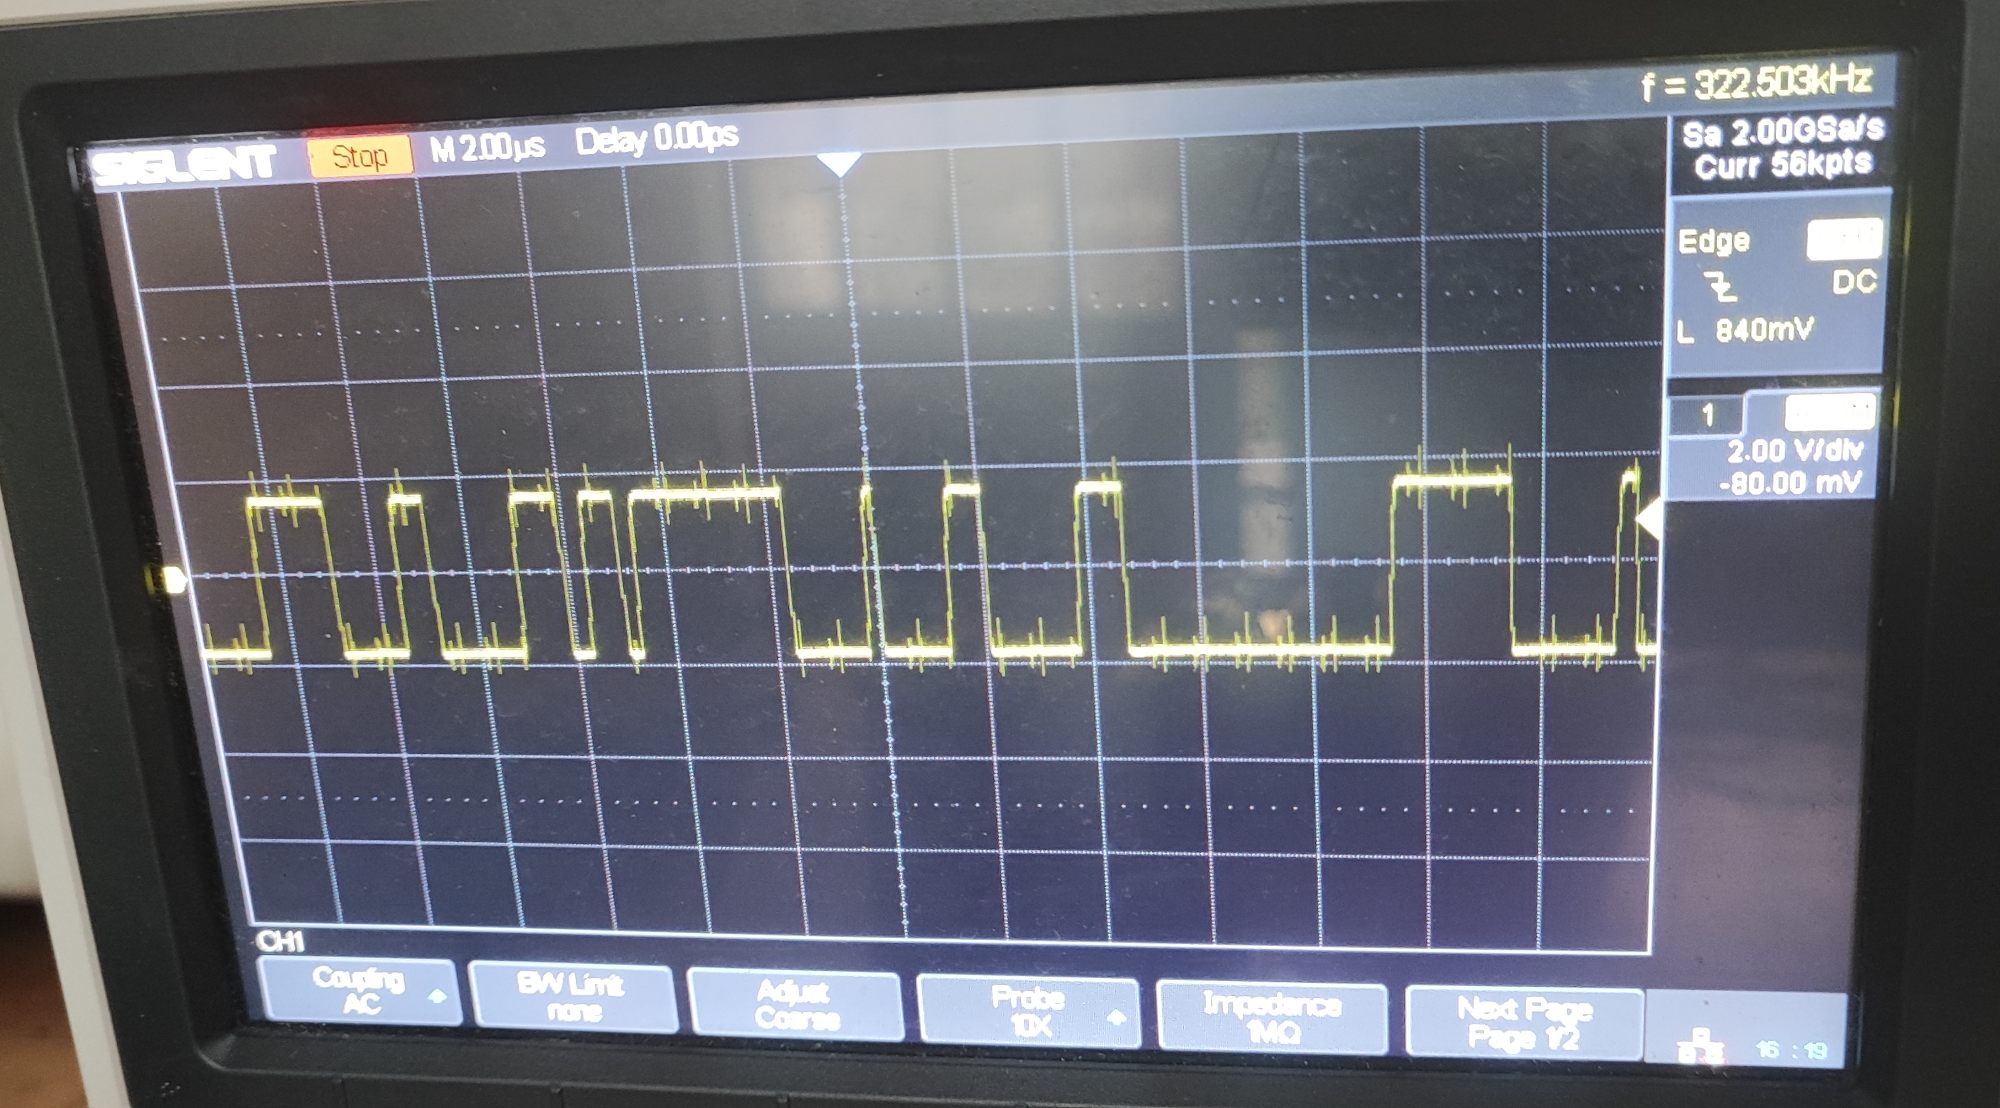 f = 322.503kHz
SIGLENT Stop M 2.00µs Delay 0.00ps
Sa 2.00GSa/s
Curr 56kpts
Edge
DC
L 840mV
1
2.00 V/div
-80.00 mV
CH1
Coupling
AC
BW Limit
none
Adjust
Coarse
Probe
10X
Impedance
1MΩ
Next Page
Page 1/2
16 : 19